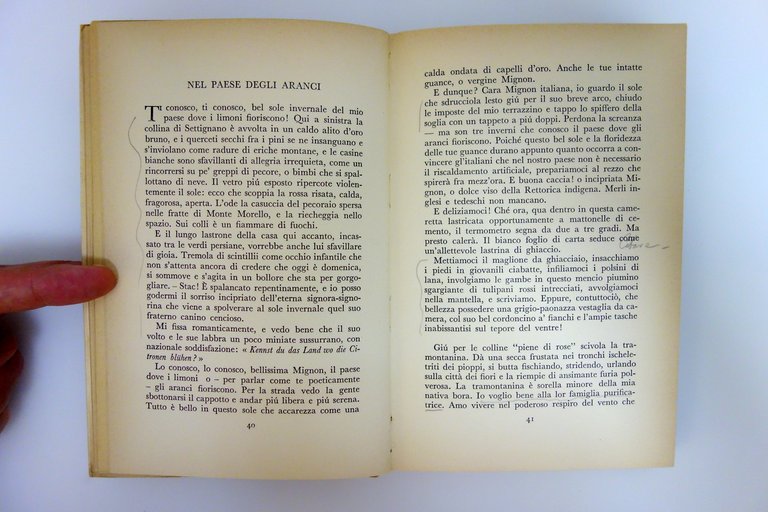 NEL PAESE DEGLI ARANCI
Ti conosco, ti conosco, bel sole invernale del mio
paese dove i limoni fioriscono! Qui a sinistra la
collina di Settignano è avvolta in un caldo alito d'oro
bruno, e i querceti secchi fra i pini se ne insanguano e
s'inviolano come radure di eriche montane, e le casine
bianche sono sfavillanti di allegria irrequieta, come un
rincorrersi su pe' greppi di pecore, o bimbi che si spal-
lottano di neve. Il vetro piú esposto ripercote violen-
temente il sole: ecco che scoppia la rossa risata, calda,
fragorosa, aperta. L'ode la casuccia del pecoraio spersa
nelle fratte di Monte Morello, e la riecheggia nello
spazio. Sui colli è un fiammare di fuochi.
E il lungo lastrone della casa qui accanto, incas-
sato tra le verdi persiane, vorrebbe anche lui sfavillare
di gioia. Tremola di scintillii come occhio infantile che
non s'attenta ancora di credere che oggi è domenica,
si sommove e s'agita in un bollore che sta per gorgo-
gliare. – Stac! È spalancato repentinamente, e io posso
godermi il sorriso incipriato dell'eterna signora-signo-
rina che viene a spolverare al sole invernale quel suo
fraterno canino cencioso.
Mi fissa romanticamente, e vedo bene che il suo
volto e le sue labbra un poco miniate sussurrano, con
nazionale soddisfazione: « Kennst du das Land wo die Ci-
tronen blühen? »
Lo conosco, lo conosco, bellissima Mignon, il paese
dove i limoni o – per parlare come te poeticamente
– gli aranci fioriscono. Per la strada vedo la gente
sbottonarsi il cappotto e andar piú libera e piú serena.
Tutto è bello in questo sole che accarezza come una
40
calda ondata di capelli d'oro. Anche le tue intatte
guance, o vergine Mignon.
E dunque? Cara Mignon italiana, io guardo il sole
che sdrucciola lesto giú per il suo breve arco, chiudo
le imposte del mio terrazzino e tappo lo spiffero della
soglia con un tappeto a piú doppi. Perdona la screanza
— ma son tre inverni che conosco il paese dove gli
aranci fioriscono. Poiché questo bel sole e la floridezza
delle tue guance durano appunto quanto occorra a con-
vincere gl'italiani che nel nostro paese non è necessario
il riscaldamento artificiale, prepariamoci al rezzo che
spirerà fra mezz'ora. E buona caccia! o incipriata Mi-
gnon, o dolce viso della Rettorica indigena. Merli in-
glesi e tedeschi non mancano.
E deliziamoci! Ché ora, qua dentro in questa came-
retta lastricata opportunamente a mattonelle di ce-
mento, il termometro segna da due a tre gradi. Ma
presto calerà. Il bianco foglio di carta seduce come
un'allettevole lastrina di ghiaccio.
Mettiamoci il maglione da ghiacciaio, insacchiamo
i piedi in giovanili ciabatte, infiliamoci i polsini di
lana, involgiamo le gambe in questo mencio piumino
sgargiante di tulipani rossi intrecciati, avvolgiamoci
nella mantella, e scriviamo. Eppure, contuttociò, che
bellezza possedere una grigio-paonazza vestaglia da ca-
mera, col suo bel cordoncino a' fianchi e l'ampie tasche
inabissantisi sul tepore del ventre!
Giú per le colline "piene di rose" scivola la tra-
montanina. Dà una secca frustata nei tronchi ischele-
triti dei pioppi, si butta fischiando, stridendo, urlando
sulla città dei fiori e la riempie di ansimante furia pol-
verosa. La tramontanina è sorella minore della mia
nativa bora. Io voglio bene alla lor famiglia purifica-
trice. Amo vivere nel poderoso respiro del vento che
41